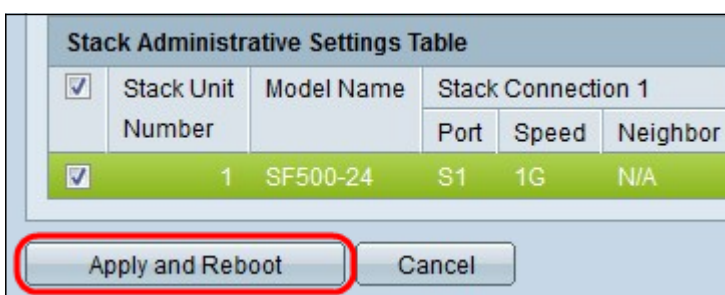 Stack Administrative Settings Table
Stack Unit Number Model Name Stack Connection 1
Port Speed Neighbor
1 SF500-24 S1 1G N/A
Apply and Reboot Cancel